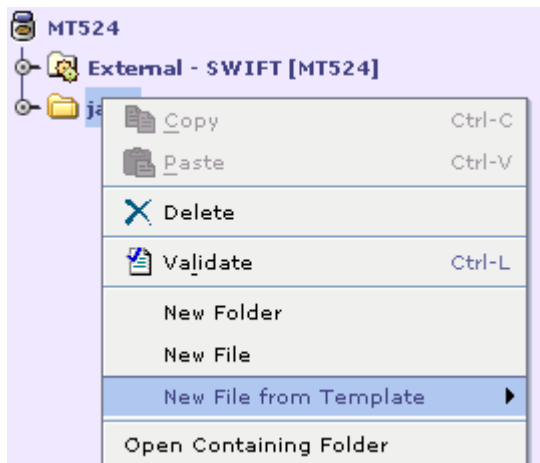 MT524
External - SWIFT [MT524]
Copy Ctrl-C
Paste Ctrl-V
Delete
Validate Ctrl-L
New Folder
New File
New File from Template
Open Containing Folder